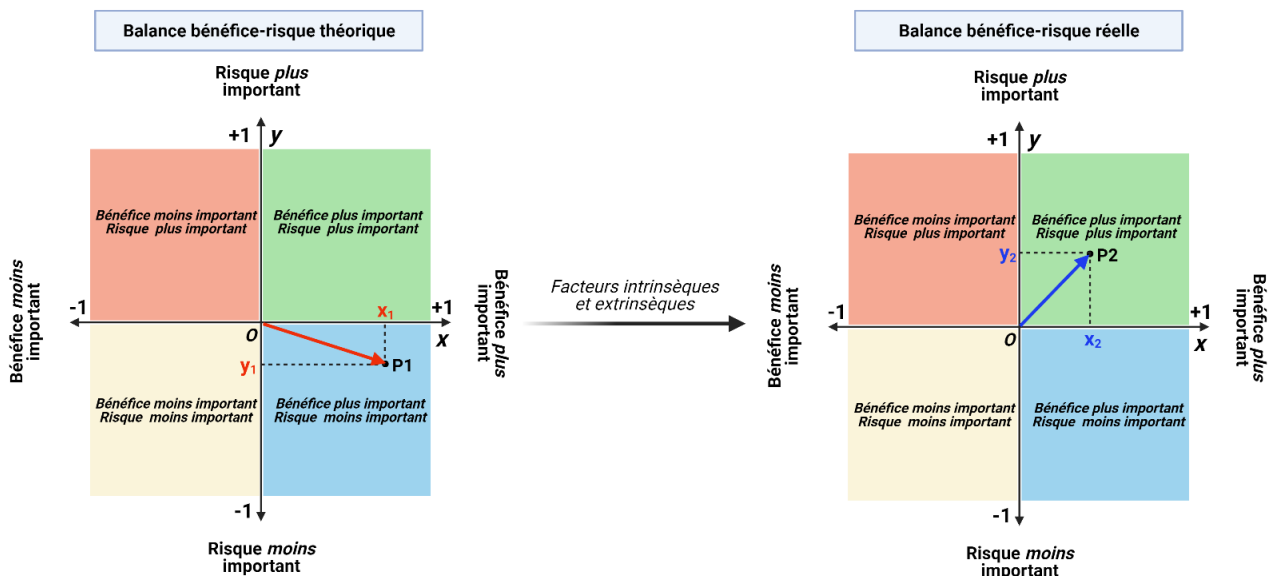 Balance bénéfice-risque théorique
Risque plus
important
+1
y
Bénéfice moins important
Risque plus important
Bénéfice plus important
Risque plus important
Bénéfice moins
important
-1
x₁
+1
O
x
Bénéfice plus
important
y₁
P1
Bénéfice moins important
Risque moins important
Bénéfice plus important
Risque moins important
-1
Risque moins
important
Facteurs intrinsèques
et extrinsèques
Balance bénéfice-risque réelle
Risque plus
important
+1
y
Bénéfice moins important
Risque plus important
Bénéfice plus important
Risque plus important
y₂
P2
Bénéfice moins
important
-1
+1
O
x₂
x
Bénéfice plus
important
Bénéfice moins important
Risque moins important
Bénéfice plus important
Risque moins important
-1
Risque moins
important